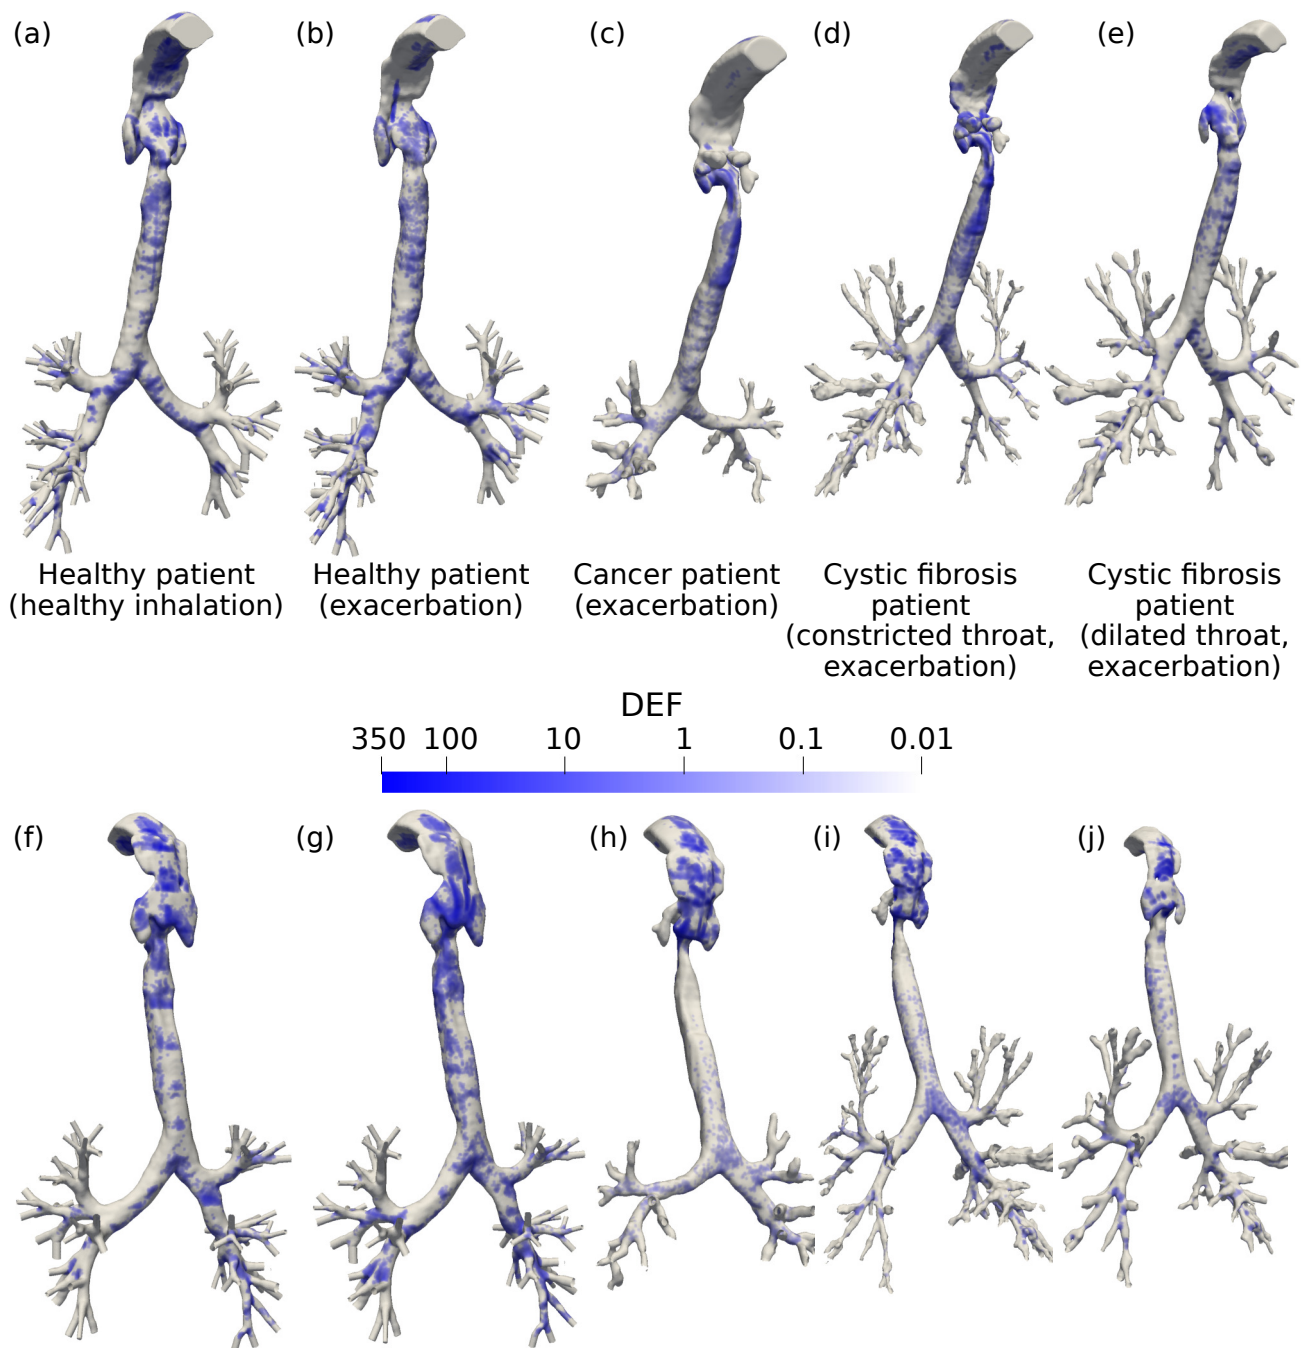 (a)
(b)
(c)
(d)
(e)
Healthy patient
(healthy inhalation)
Healthy patient
(exacerbation)
Cancer patient
(exacerbation)
Cystic fibrosis
patient
(constricted throat,
exacerbation)
Cystic fibrosis
patient
(dilated throat,
exacerbation)
DEF
350 100 10 1 0.1 0.01
(f)
(g)
(h)
(i)
(j)